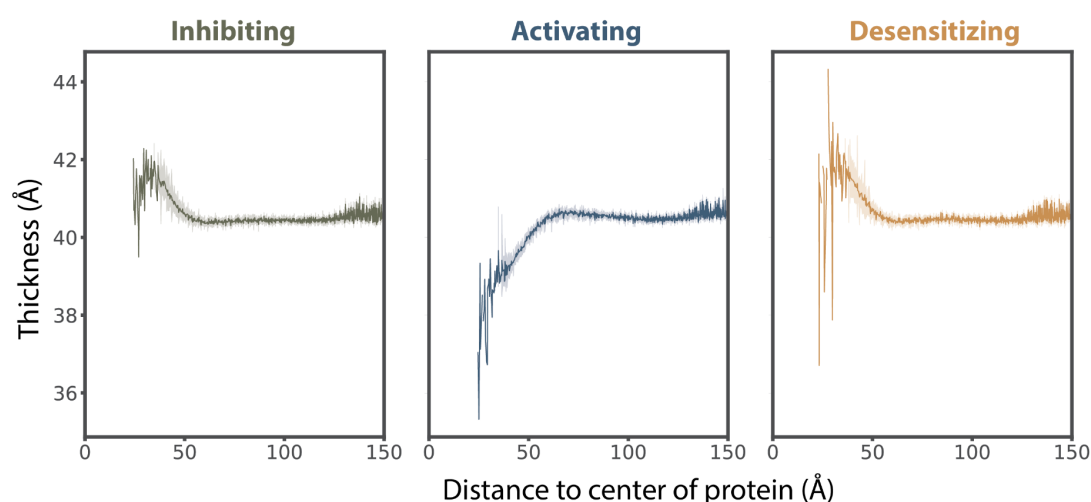 Inhibiting Activating Desensitizing
Thickness (Å)
44
42
40
38
36
0 50 100 150 0 50 100 150 0 50 100 150
Distance to center of protein (Å)